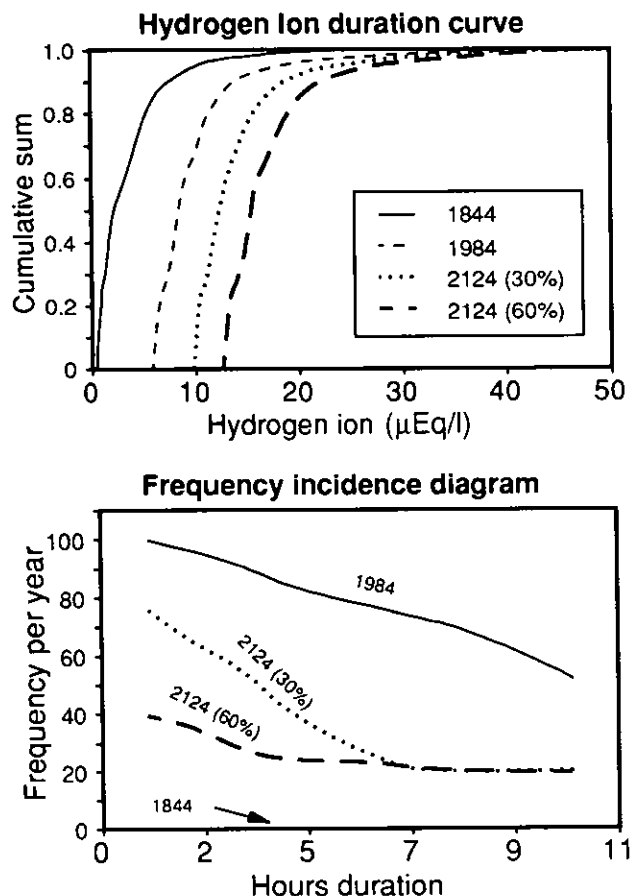 Hydrogen Ion duration curve
1.0
0.8
0.6
0.4
0.2
0
Cumulative sum
1844
1984
2124 (30%)
2124 (60%)
0 10 20 30 40 50
Hydrogen ion (µEq/l)
Frequency incidence diagram
100
80
60
40
20
0
Frequency per year
1984
2124 (30%)
2124 (60%)
1844
0 2 5 7 9 11
Hours duration